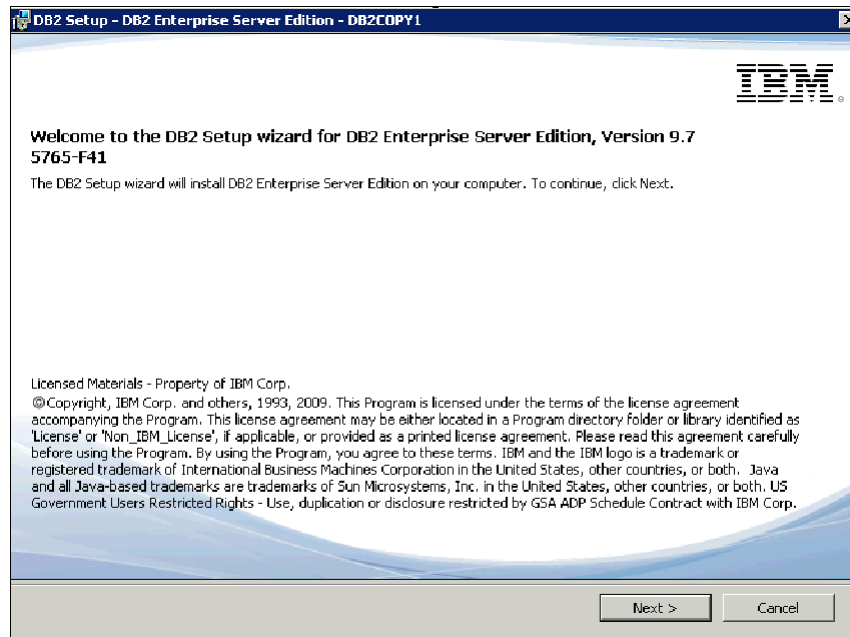 DB2 Setup - DB2 Enterprise Server Edition - DB2COPY1
IBM®
Welcome to the DB2 Setup wizard for DB2 Enterprise Server Edition, Version 9.7
5765-F41
The DB2 Setup wizard will install DB2 Enterprise Server Edition on your computer. To continue, click Next.
Licensed Materials - Property of IBM Corp.
©Copyright, IBM Corp. and others, 1993, 2009. This Program is licensed under the terms of the license agreement
accompanying the Program. This license agreement may be either located in a Program directory folder or library identified as
'License' or 'Non_IBM_License', if applicable, or provided as a printed license agreement. Please read this agreement carefully
before using the Program. By using the Program, you agree to these terms. IBM and the IBM logo is a trademark or
registered trademark of International Business Machines Corporation in the United States, other countries, or both. Java
and all Java-based trademarks are trademarks of Sun Microsystems, Inc. in the United States, other countries, or both. US
Government Users Restricted Rights - Use, duplication or disclosure restricted by GSA ADP Schedule Contract with IBM Corp.
Next >
Cancel